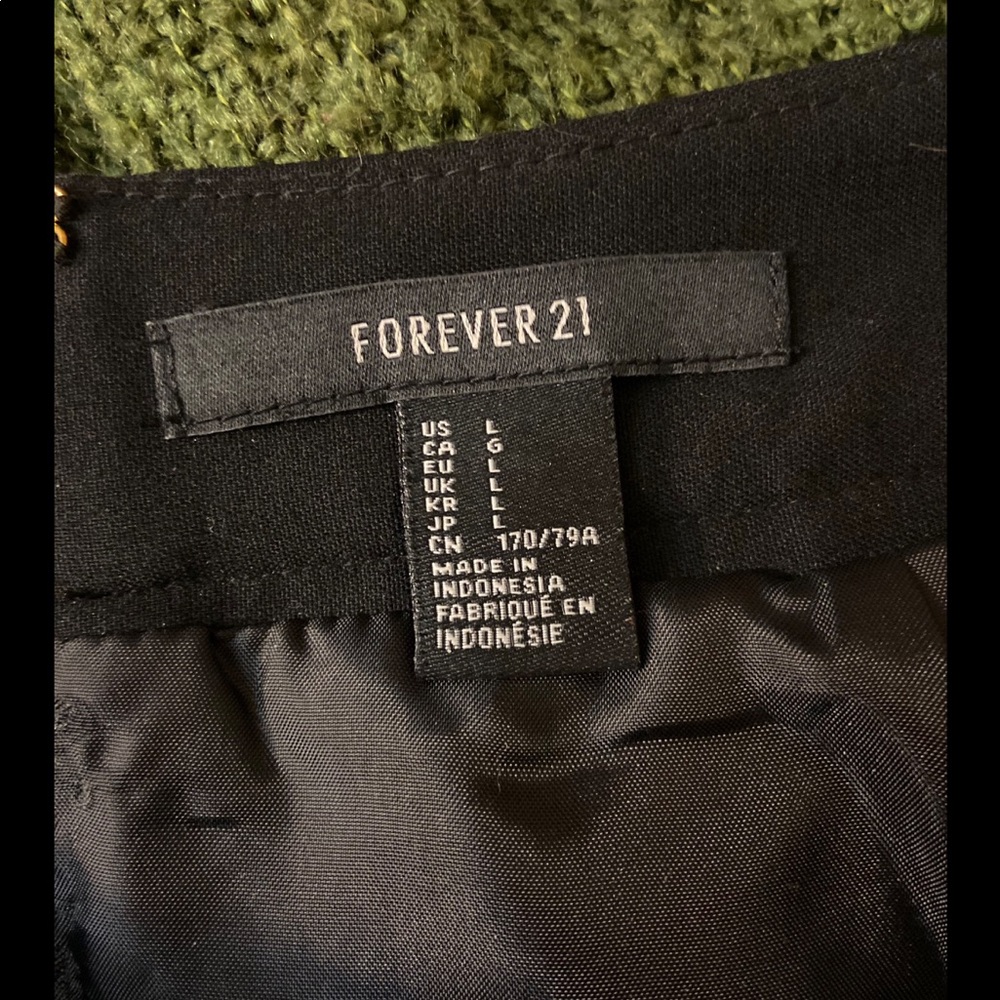 FOREVER 21
US L
CA G
EU L
UK L
KR L
JP L
CN 170/79A
MADE IN
INDONESIA
FABRIQUÉ EN
INDONÉSIE